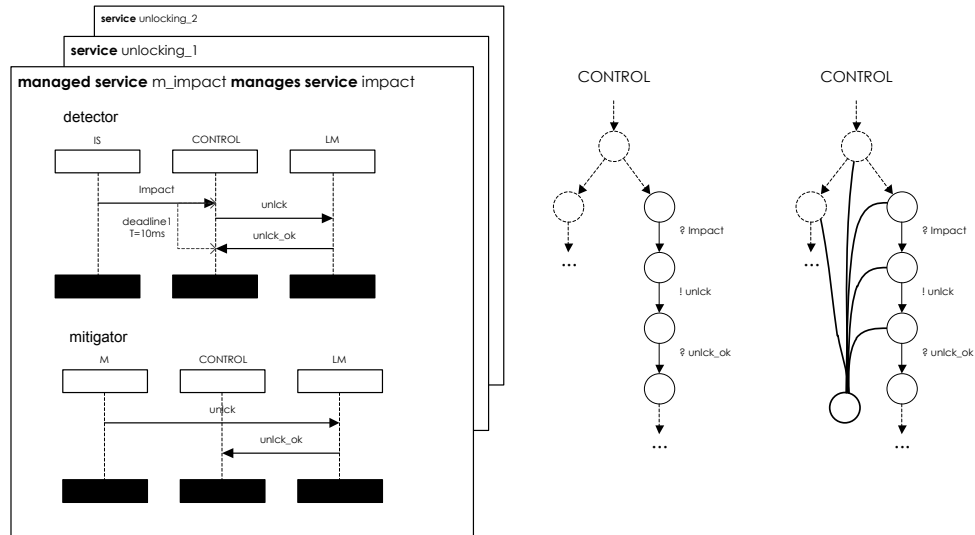 service unlocking_2
service unlocking_1
managed service m_impact manages service impact
detector
IS
CONTROL
LM
Impact
unlck
deadline1
T=10ms
unlck_ok
mitigator
M
CONTROL
LM
unlck
unlck_ok
CONTROL
? Impact
! unlck
? unlck_ok
...
...
CONTROL
? Impact
! unlck
? unlck_ok
...
...